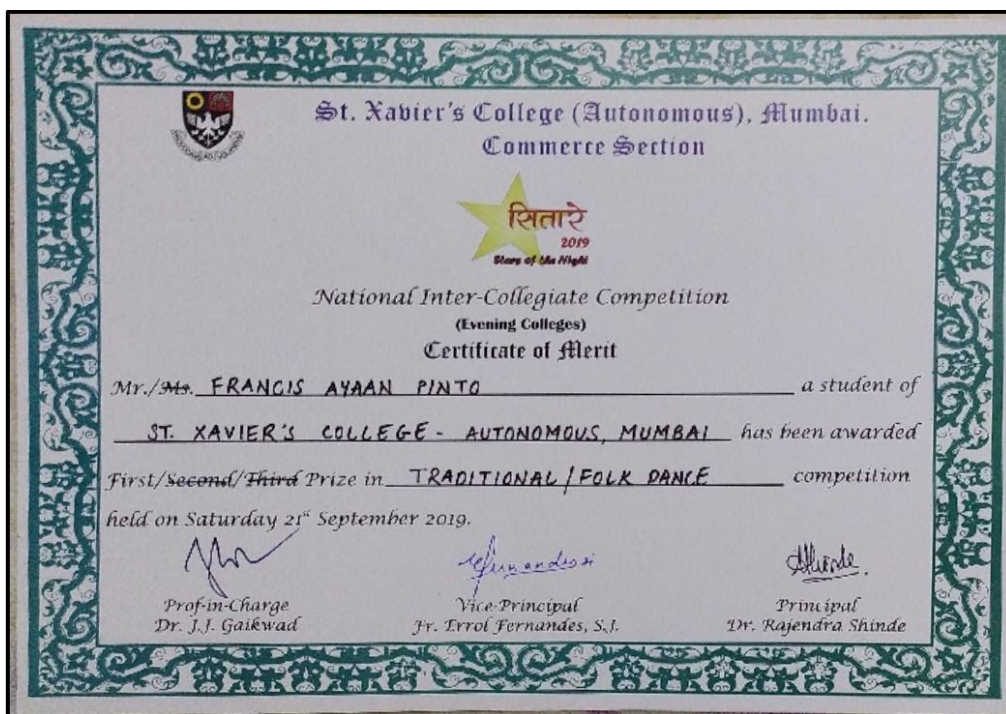 St. Xavier's College (Autonomous), Mumbai.
Commerce Section
सितारे
2019
Stars of the Night
National Inter-Collegiate Competition
(Evening Colleges)
Certificate of Merit
Mr./Ms. FRANCIS AYAAN PINTO a student of
ST. XAVIER'S COLLEGE - AUTONOMOUS, MUMBAI has been awarded
First/Second/Third Prize in TRADITIONAL/FOLK DANCE competition
held on Saturday 21st September 2019.
Prof-in-Charge Vice-Principal Principal
Dr. J.J. Gaikwad Fr. Errol Fernandes, S.J. Dr. Rajendra Shinde